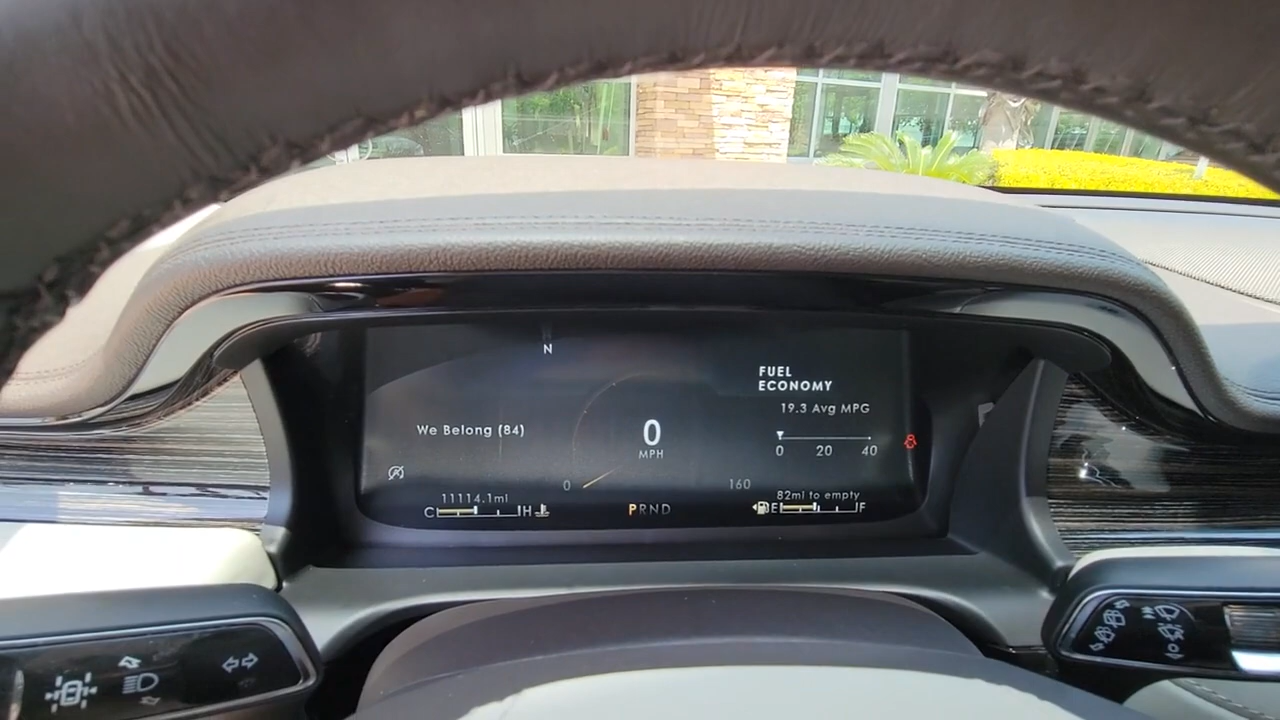 N
FUEL
ECONOMY
19.3 Avg MPG
We Belong (84)
0
MPH
0 20 40
0
160
11114.1mi
82mi to empty
C H
PRND
E F